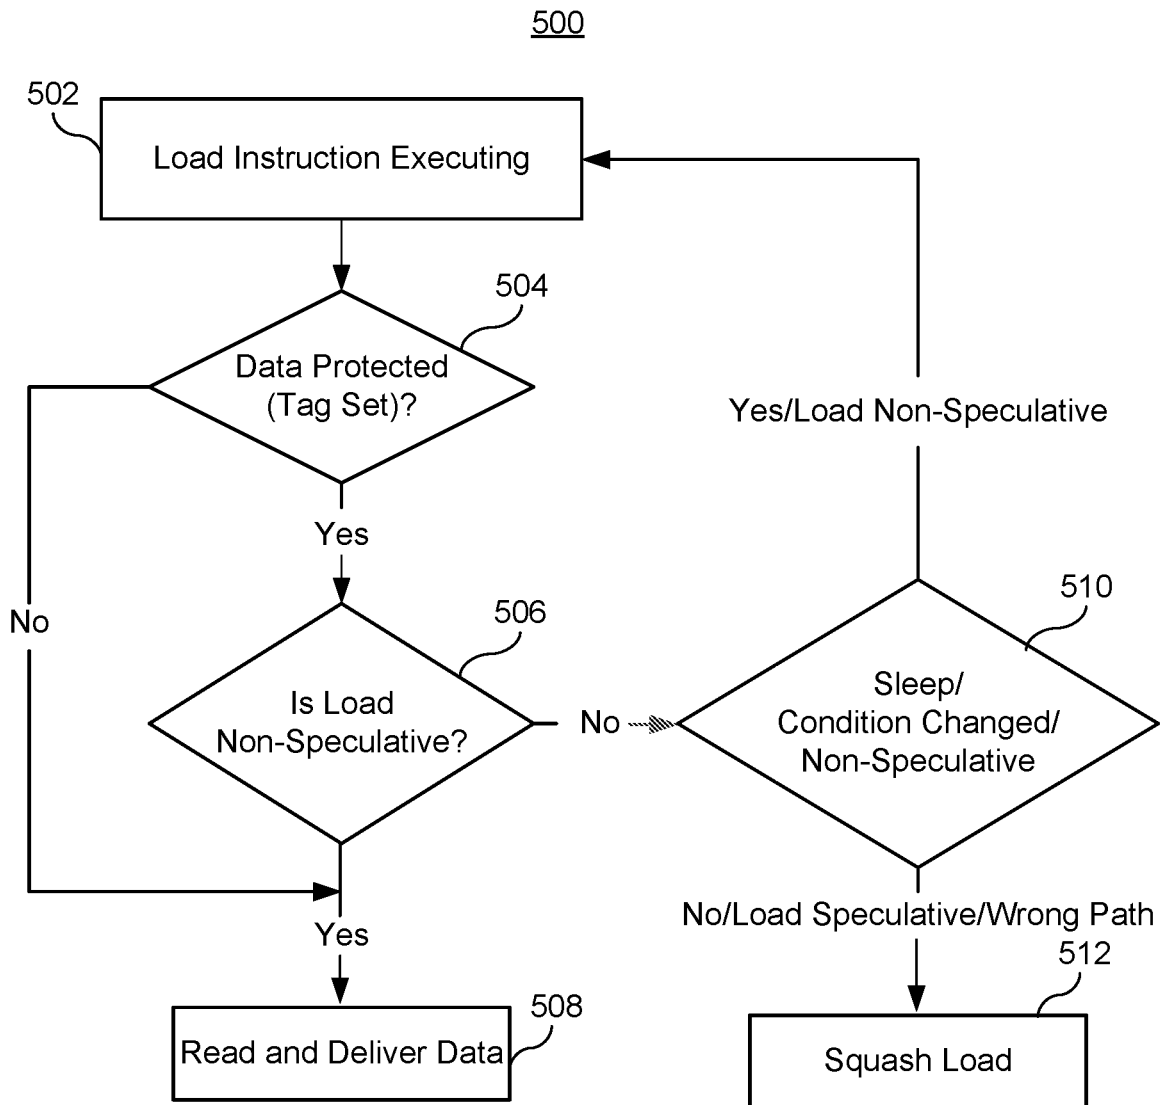 500
502
Load Instruction Executing
504
Data Protected
(Tag Set)?
Yes/Load Non-Speculative
Yes
No
506
510
Is Load
Non-Speculative?
No
Sleep/
Condition Changed/
Non-Speculative
No/Load Speculative/Wrong Path
Yes
512
508
Read and Deliver Data
Squash Load